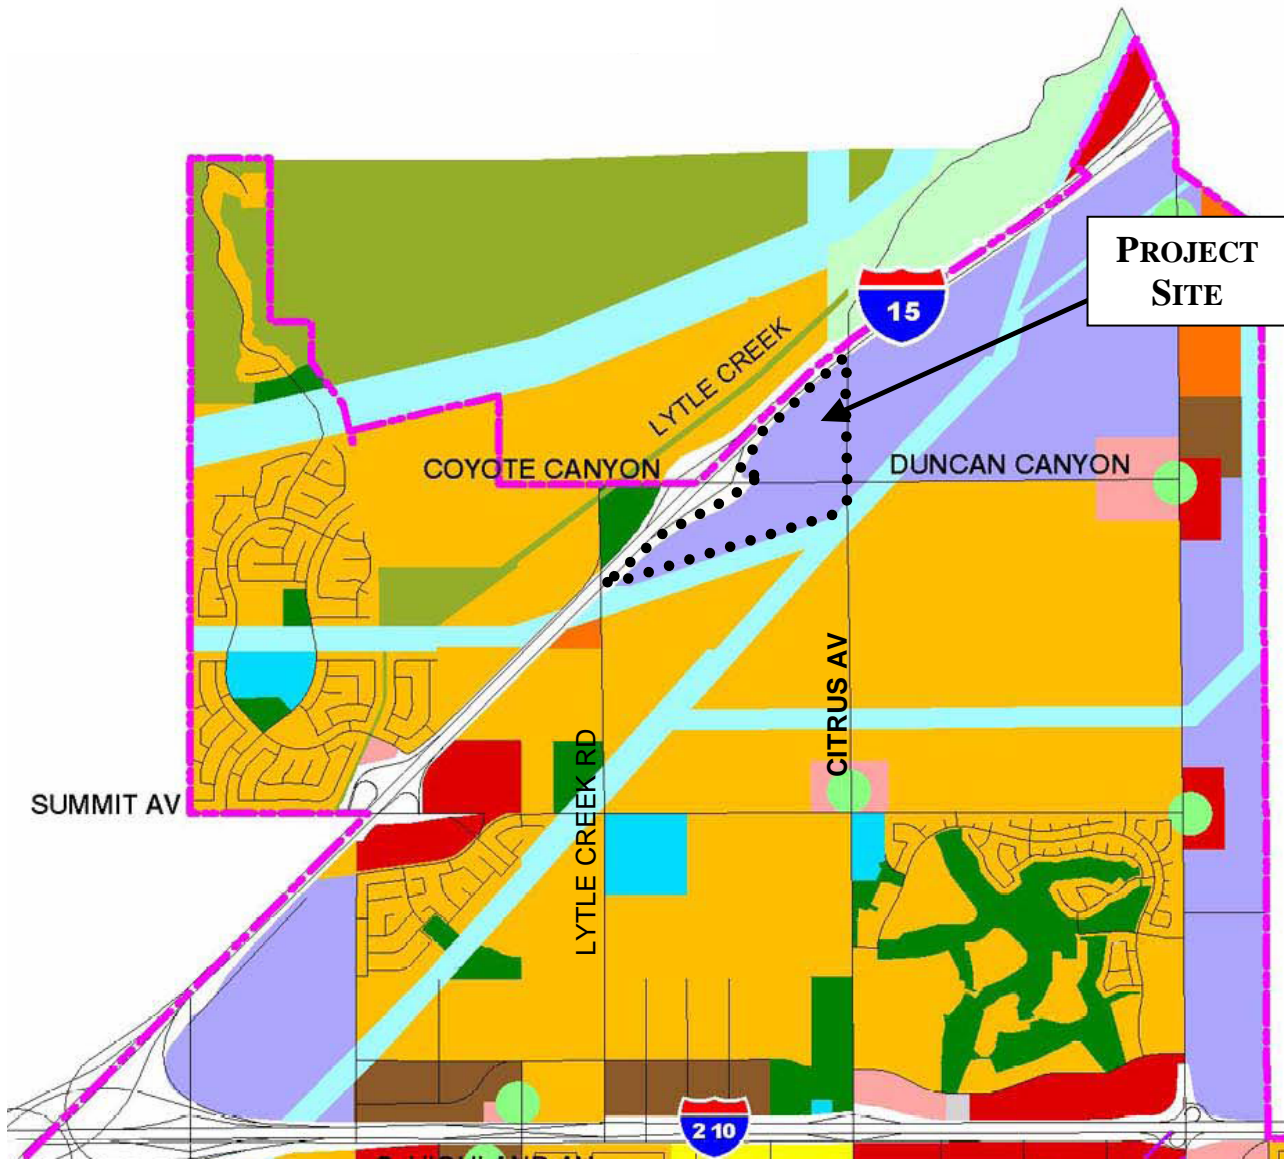 PROJECT
SITE
15
LYTLE CREEK
COYOTE CANYON
DUNCAN CANYON
CITRUS AV
LYTLE CREEK RD
SUMMIT AV
210